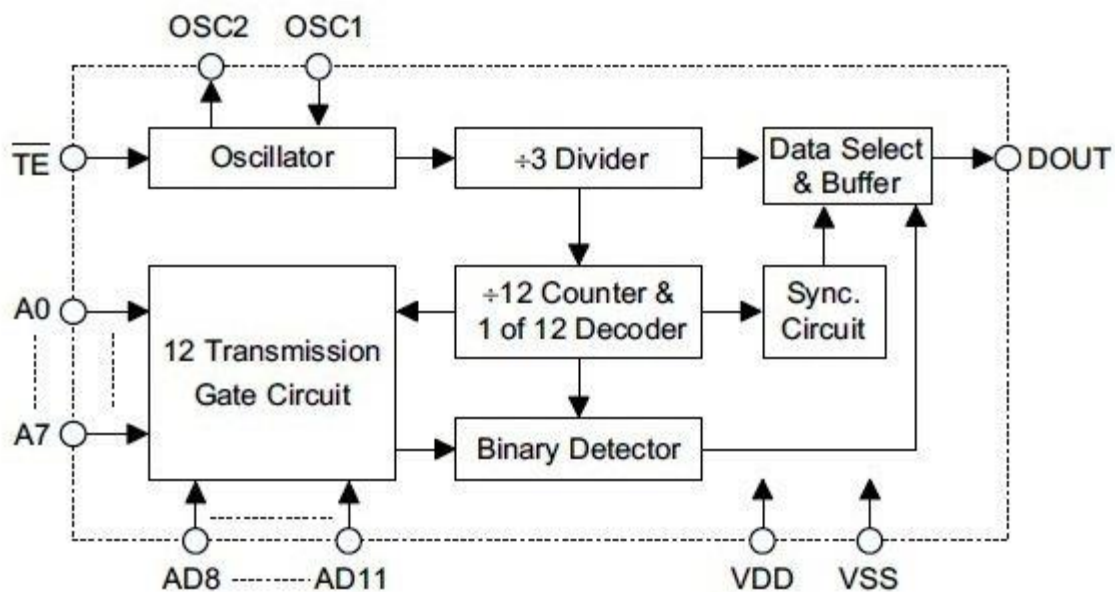 OSC2 OSC1
TE
Oscillator
÷3 Divider
Data Select
& Buffer
DOUT
A0
12 Transmission
Gate Circuit
÷12 Counter &
1 of 12 Decoder
Sync.
Circuit
A7
Binary Detector
AD8 AD11 VDD VSS